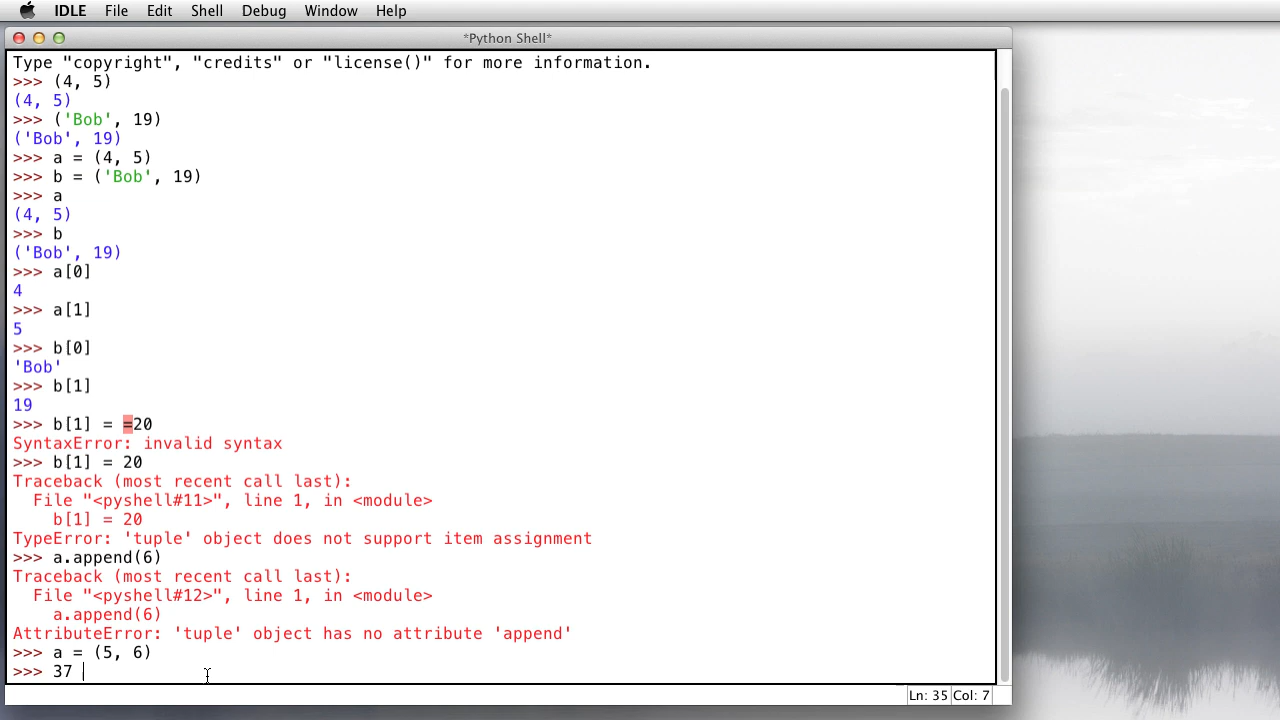 IDLE File Edit Shell Debug Window Help
*Python Shell*
Type "copyright", "credits" or "license()" for more information.
>>> (4, 5)
(4, 5)
>>> ('Bob', 19)
('Bob', 19)
>>> a = (4, 5)
>>> b = ('Bob', 19)
>>> a
(4, 5)
>>> b
('Bob', 19)
>>> a[0]
4
>>> a[1]
5
>>> b[0]
'Bob'
>>> b[1]
19
>>> b[1] = =20
SyntaxError: invalid syntax
>>> b[1] = 20
Traceback (most recent call last):
  File "<pyshell#11>", line 1, in <module>
    b[1] = 20
TypeError: 'tuple' object does not support item assignment
>>> a.append(6)
Traceback (most recent call last):
  File "<pyshell#12>", line 1, in <module>
    a.append(6)
AttributeError: 'tuple' object has no attribute 'append'
>>> a = (5, 6)
>>> 37
Ln: 35 Col: 7